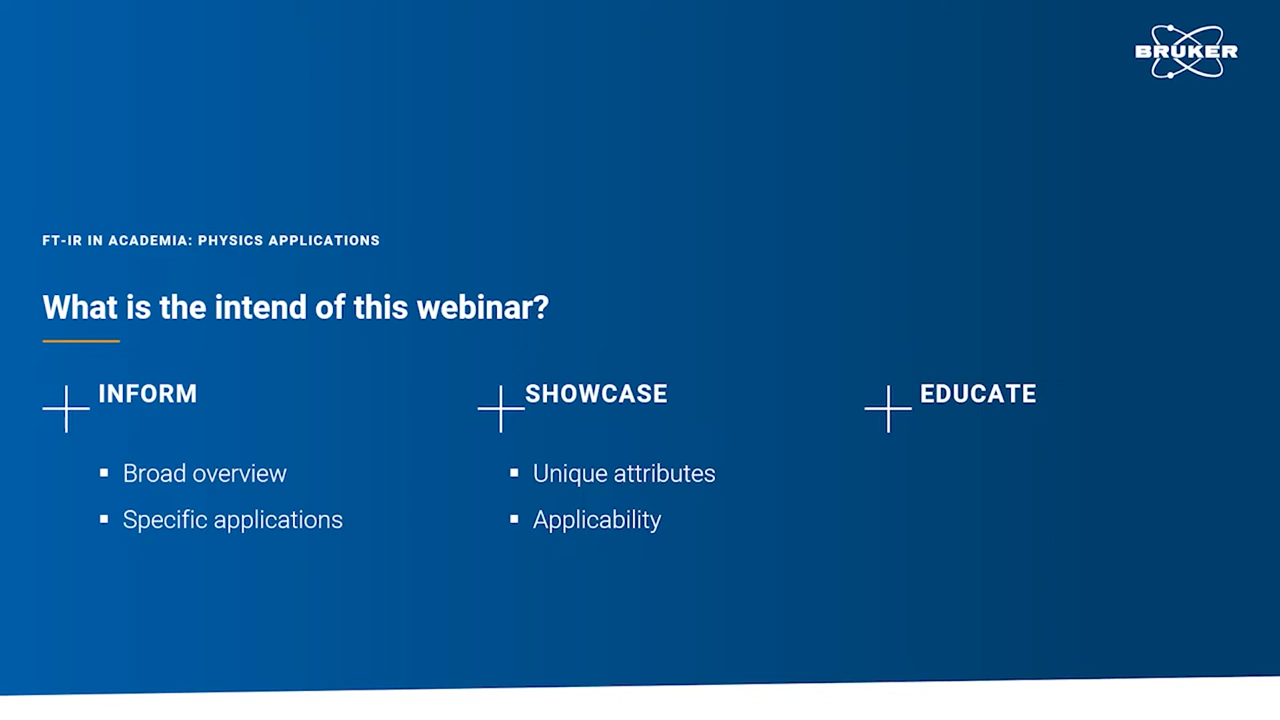 BRUKER
FT-IR IN ACADEMIA: PHYSICS APPLICATIONS
What is the intend of this webinar?
INFORM
Broad overview
Specific applications
SHOWCASE
Unique attributes
Applicability
EDUCATE